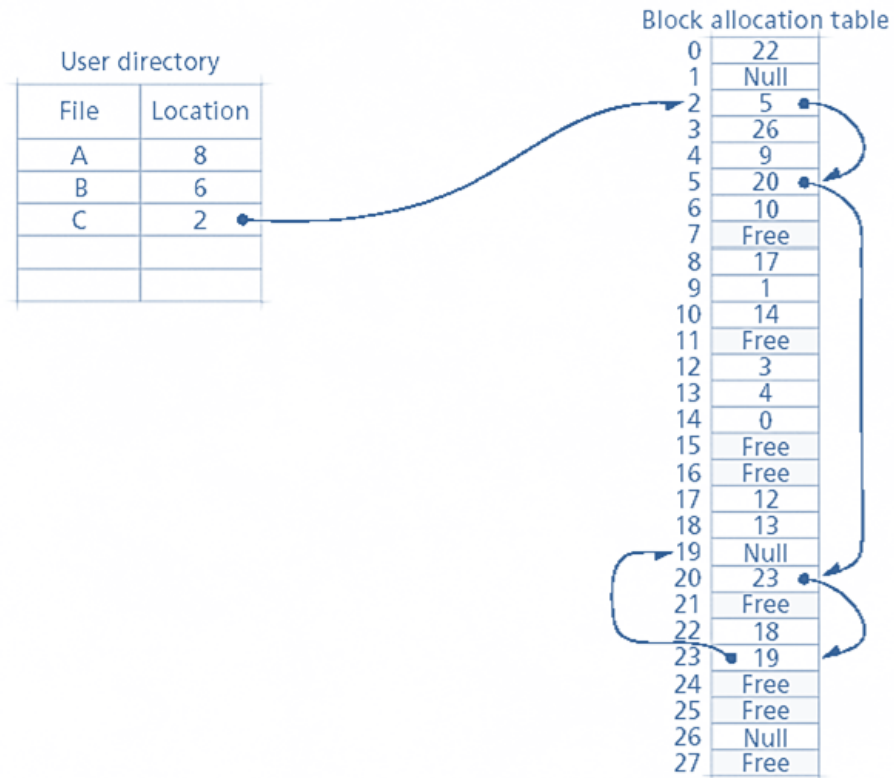 User directory
File Location
A 8
B 6
C 2
Block allocation table
0 22
1 Null
2 5
3 26
4 9
5 20
6 10
7 Free
8 17
9 1
10 14
11 Free
12 3
13 4
14 0
15 Free
16 Free
17 12
18 13
19 Null
20 23
21 Free
22 18
23 19
24 Free
25 Free
26 Null
27 Free